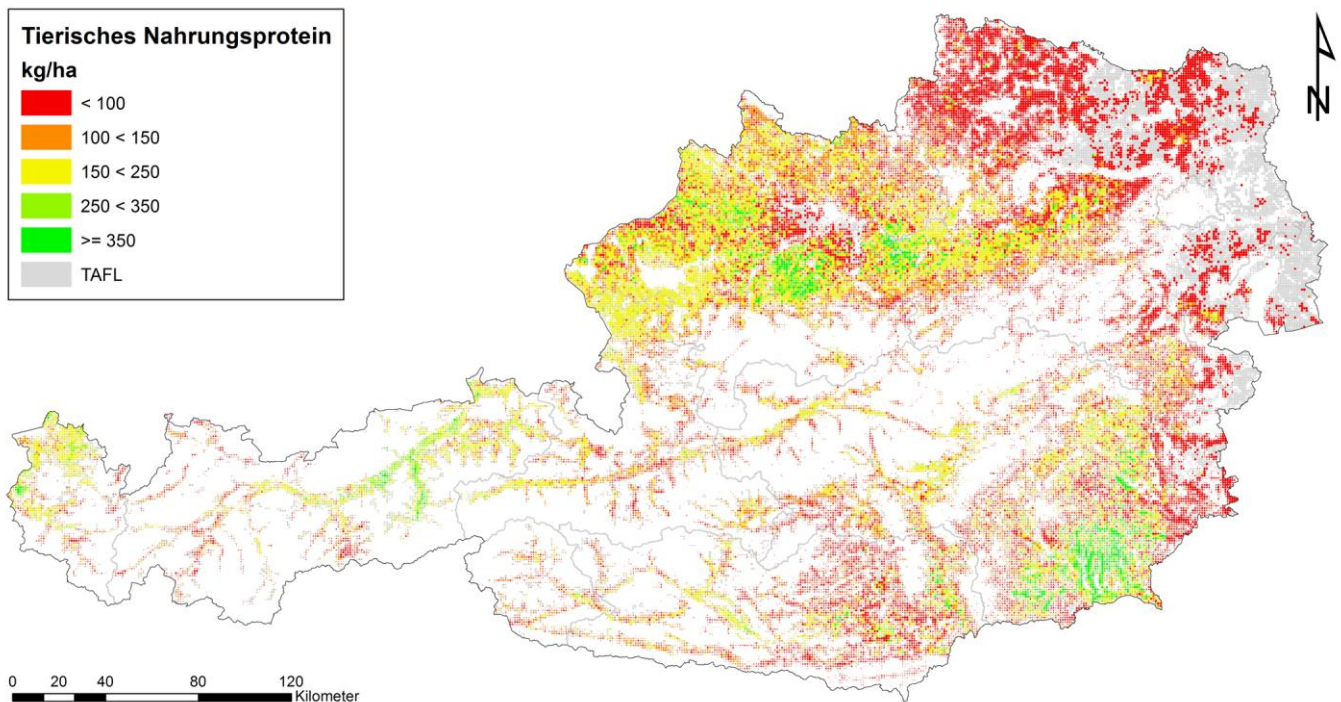 Tierisches Nahrungsprotein
kg/ha
< 100
100 < 150
150 < 250
250 < 350
>= 350
TAFL
N
0 20 40 80 120
Kilometer